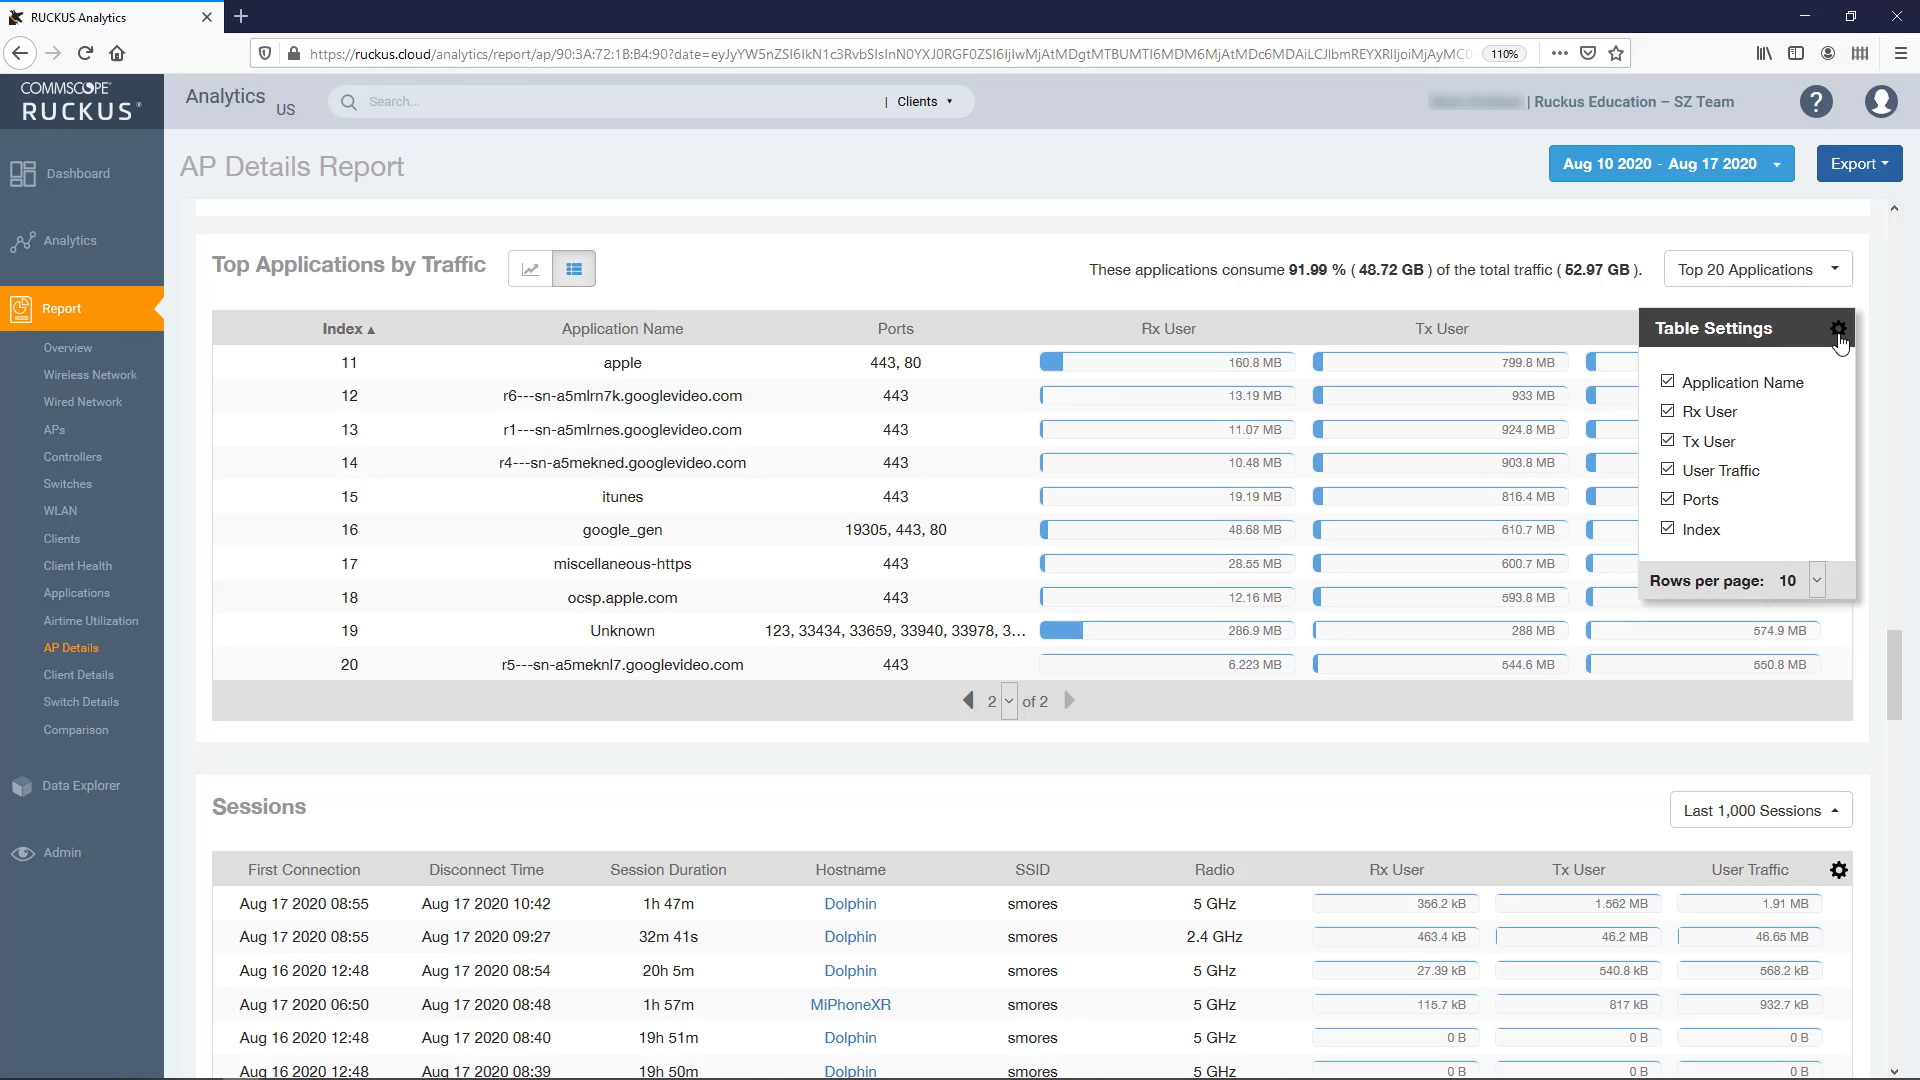 RUCKUS Analytics
https://ruckus.cloud/analytics/report/ap/90:3A:72:1B:B4:90?date=
110%
COMMSCOPE
RUCKUS
Analytics US
Search...
| Clients
| Ruckus Education – SZ Team
?
Dashboard
Analytics
Report
Overview
Wireless Network
Wired Network
APs
Controllers
Switches
WLAN
Clients
Client Health
Applications
Airtime Utilization
AP Details
Client Details
Switch Details
Comparison
Data Explorer
Admin
AP Details Report
Aug 10 2020 - Aug 17 2020
Export
Top Applications by Traffic
These applications consume 91.99 % ( 48.72 GB ) of the total traffic ( 52.97 GB ).
Top 20 Applications
Index Application Name Ports Rx User Tx User
11 apple 443, 80 160.8 MB 799.8 MB
12 r6---sn-a5mlrn7k.googlevideo.com 443 13.19 MB 933 MB
13 r1---sn-a5mlrnes.googlevideo.com 443 11.07 MB 924.8 MB
14 r4---sn-a5mekned.googlevideo.com 443 10.48 MB 903.8 MB
15 itunes 443 19.19 MB 816.4 MB
16 google_gen 19305, 443, 80 48.68 MB 610.7 MB
17 miscellaneous-https 443 28.55 MB 600.7 MB
18 ocsp.apple.com 443 12.16 MB 593.8 MB
19 Unknown 123, 33434, 33659, 33940, 33978, 3... 286.9 MB 288 MB 574.9 MB
20 r5---sn-a5meknl7.googlevideo.com 443 6.223 MB 544.6 MB 550.8 MB
2 of 2
Table Settings
Application Name
Rx User
Tx User
User Traffic
Ports
Index
Rows per page: 10
Sessions
Last 1,000 Sessions
First Connection Disconnect Time Session Duration Hostname SSID Radio Rx User Tx User User Traffic
Aug 17 2020 08:55 Aug 17 2020 10:42 1h 47m Dolphin smores 5 GHz 356.2 kB 1.562 MB 1.91 MB
Aug 17 2020 08:55 Aug 17 2020 09:27 32m 41s Dolphin smores 2.4 GHz 463.4 kB 46.2 MB 46.65 MB
Aug 16 2020 12:48 Aug 17 2020 08:54 20h 5m Dolphin smores 5 GHz 27.39 kB 540.8 kB 568.2 kB
Aug 17 2020 06:50 Aug 17 2020 08:48 1h 57m MiPhoneXR smores 5 GHz 115.7 kB 817 kB 932.7 kB
Aug 16 2020 12:48 Aug 17 2020 08:40 19h 51m Dolphin smores 5 GHz 0 B 0 B 0 B
Aug 16 2020 12:48 Aug 17 2020 08:39 19h 50m Dolphin smores 5 GHz 0 B 0 B 0 B